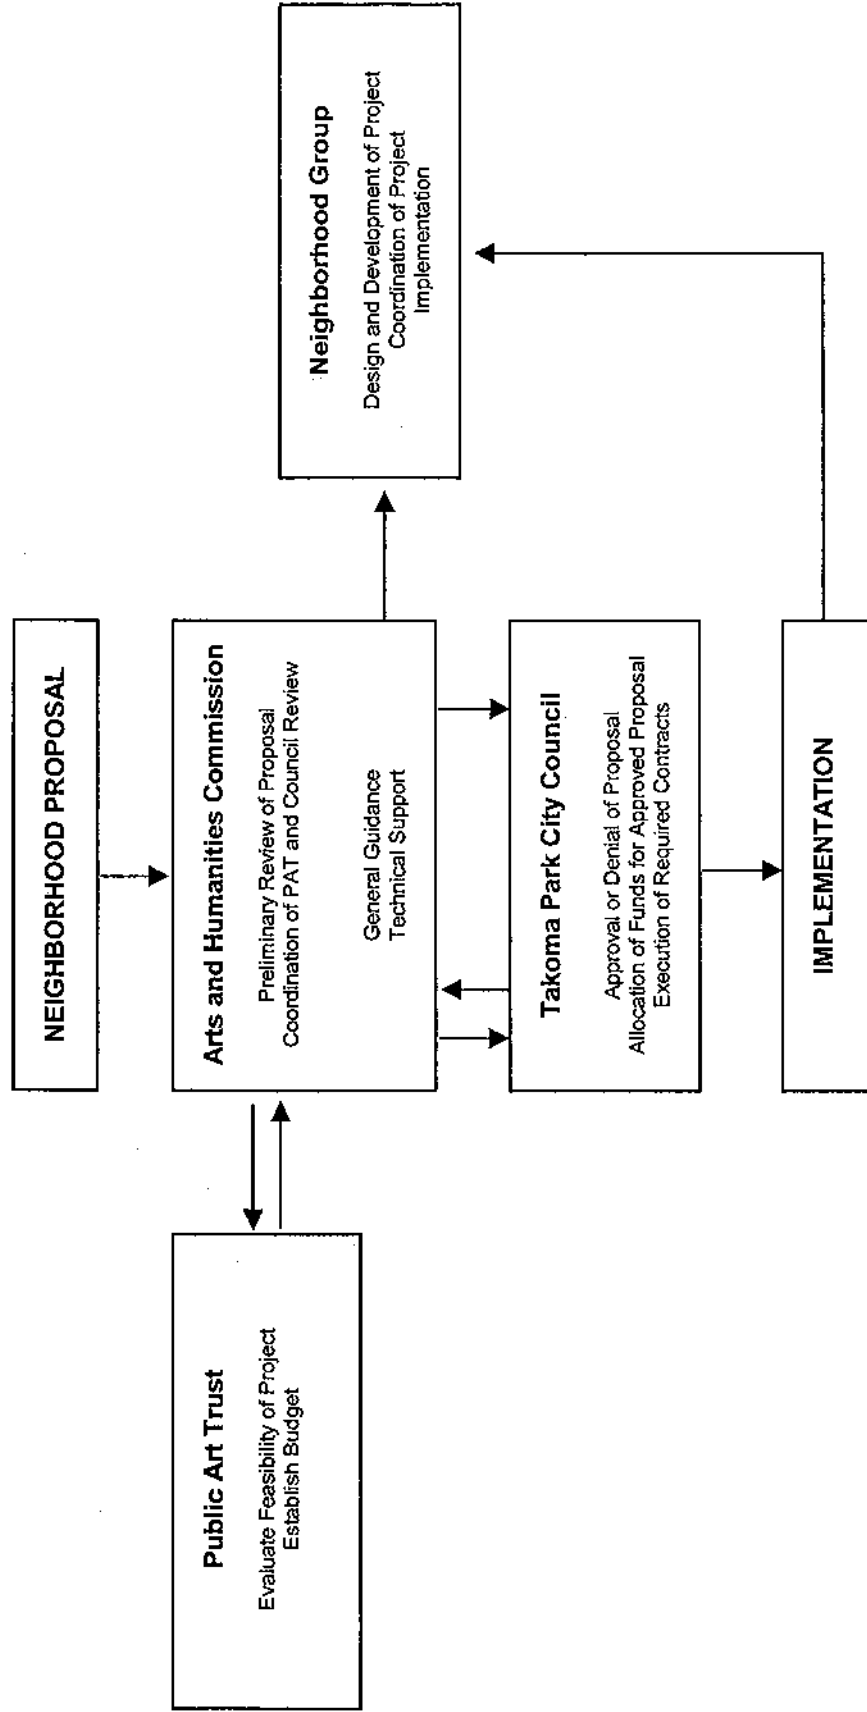 NEIGHBORHOOD PROPOSAL
Public Art Trust
Evaluate Feasibility of Project
Establish Budget
Arts and Humanities Commission
Preliminary Review of Proposal
Coordination of PAT and Council Review
General Guidance
Technical Support
Neighborhood Group
Design and Development of Project
Coordination of Project
Implementation
Takoma Park City Council
Approval or Denial of Proposal
Allocation of Funds for Approved Proposal
Execution of Required Contracts
IMPLEMENTATION